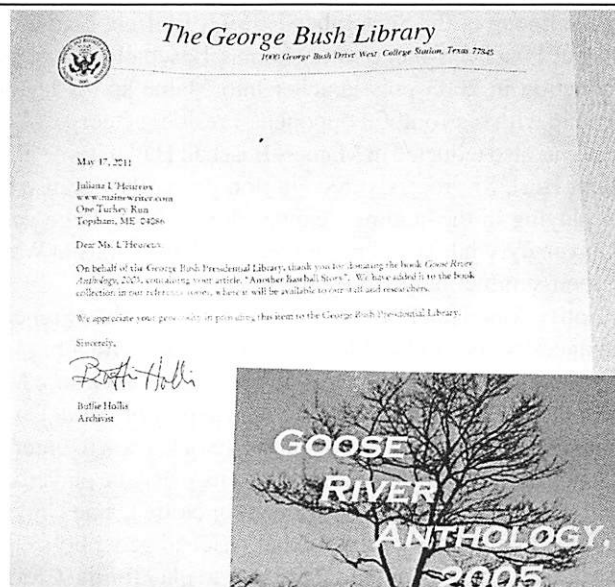 The George Bush Library
1000 George Bush Drive West College Station, Texas 77845
May 17, 2011
Juliana L'Heureux
www.mainewriter.com
One Turkey Run
Topsham, ME 04086
Dear Ms. L'Heureux,
On behalf of the George Bush Presidential Library, thank you for donating the book Goose River
Anthology, 2005, containing your article, "Another Baseball Story". We have added it to the book
collection in our reference room, where it will be available to our staff and researchers.
We appreciate your generosity in providing this item to the George Bush Presidential Library.
Sincerely,
Buffie Hollis
Buffie Hollis
Archivist
GOOSE
RIVER
ANTHOLOGY,
2005